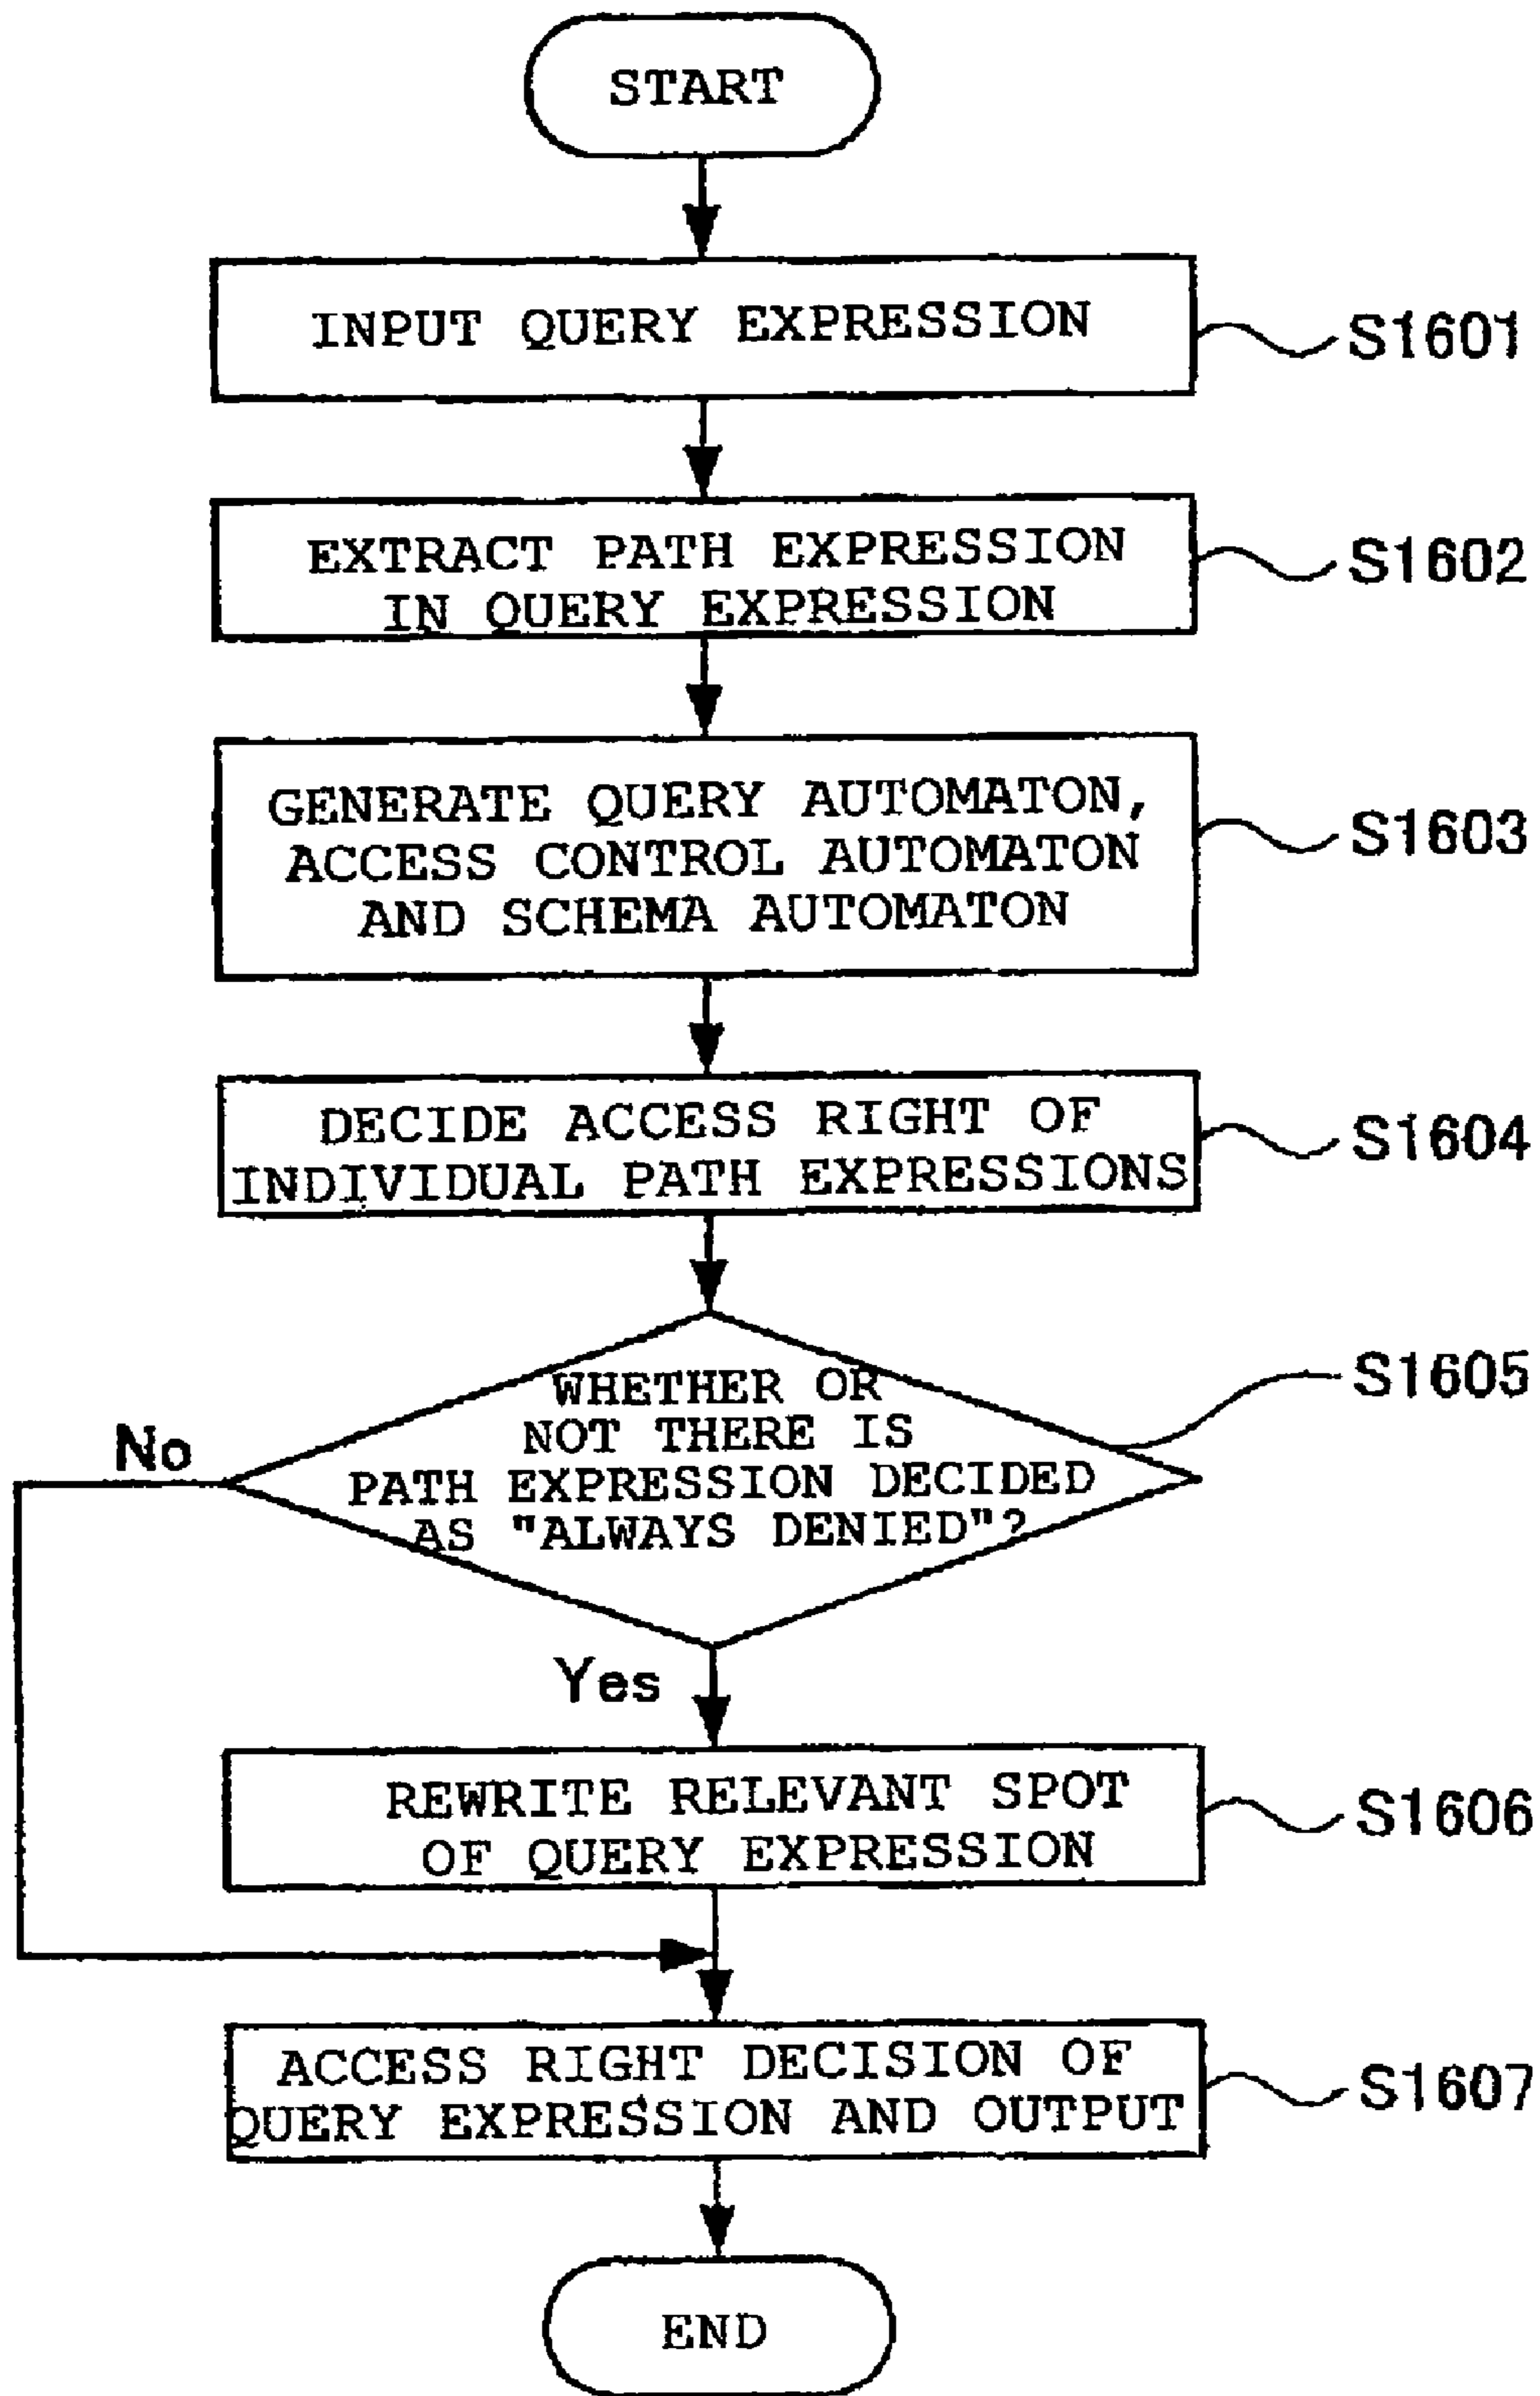 START
INPUT QUERY EXPRESSION
S1601
EXTRACT PATH EXPRESSION
IN QUERY EXPRESSION
S1602
GENERATE QUERY AUTOMATON,
ACCESS CONTROL AUTOMATON
AND SCHEMA AUTOMATON
S1603
DECIDE ACCESS RIGHT OF
INDIVIDUAL PATH EXPRESSIONS
S1604
WHETHER OR
NOT THERE IS
PATH EXPRESSION DECIDED
AS "ALWAYS DENIED"?
S1605
No
Yes
REWRITE RELEVANT SPOT
OF QUERY EXPRESSION
S1606
ACCESS RIGHT DECISION OF
QUERY EXPRESSION AND OUTPUT
S1607
END